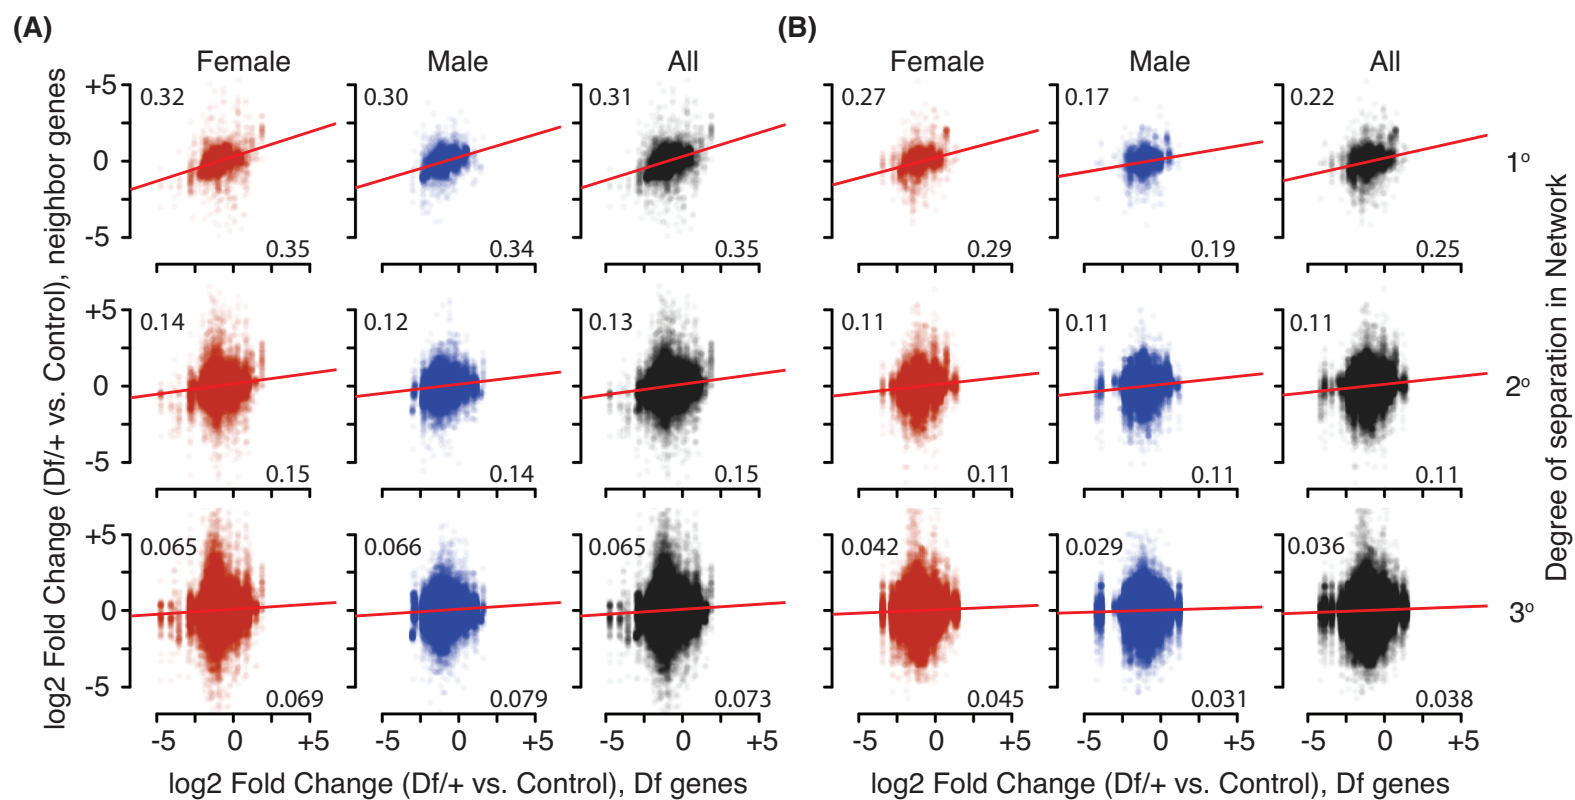 (A)
(B)
Female Male All
Female Male All
log2 Fold Change (Df/+ vs. Control), neighbor genes
+5
0
-5
0.32
0.35
0.30
0.34
0.31
0.35
0.27
0.29
0.17
0.19
0.22
0.25
1º
+5
0
-5
0.14
0.15
0.12
0.14
0.13
0.15
0.11
0.11
0.11
0.11
0.11
0.11
2º
+5
0
-5
0.065
0.069
0.066
0.079
0.065
0.073
0.042
0.045
0.029
0.031
0.036
0.038
3º
Degree of separation in Network
-5 0 +5
-5 0 +5
-5 0 +5
-5 0 +5
-5 0 +5
-5 0 +5
log2 Fold Change (Df/+ vs. Control), Df genes
log2 Fold Change (Df/+ vs. Control), Df genes